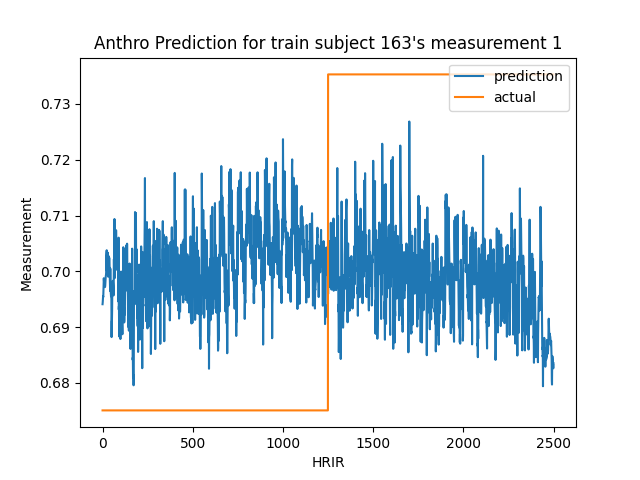 Anthro Prediction for train subject 163's measurement 1
prediction
actual
0.73
0.72
0.71
0.70
0.69
0.68
Measurement
0
500
1000
1500
2000
2500
HRIR